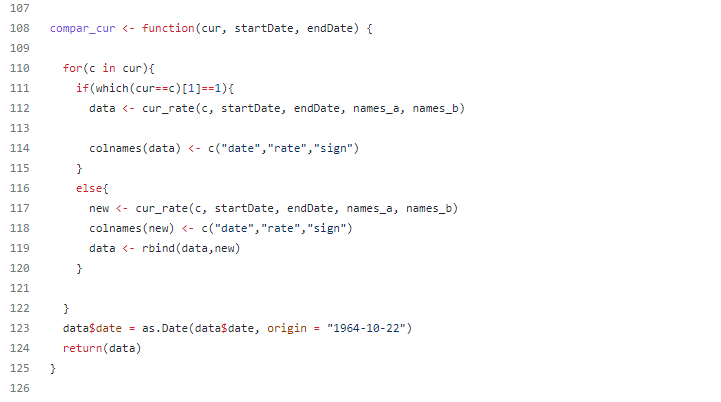 107
108 compar_cur <- function(cur, startDate, endDate) {
109
110 for(c in cur){
111 if(which(cur==c)[1]==1){
112 data <- cur_rate(c, startDate, endDate, names_a, names_b)
113
114 colnames(data) <- c("date","rate","sign")
115 }
116 else{
117 new <- cur_rate(c, startDate, endDate, names_a, names_b)
118 colnames(new) <- c("date","rate","sign")
119 data <- rbind(data,new)
120 }
121
122 }
123 data$date = as.Date(data$date, origin = "1964-10-22")
124 return(data)
125 }
126